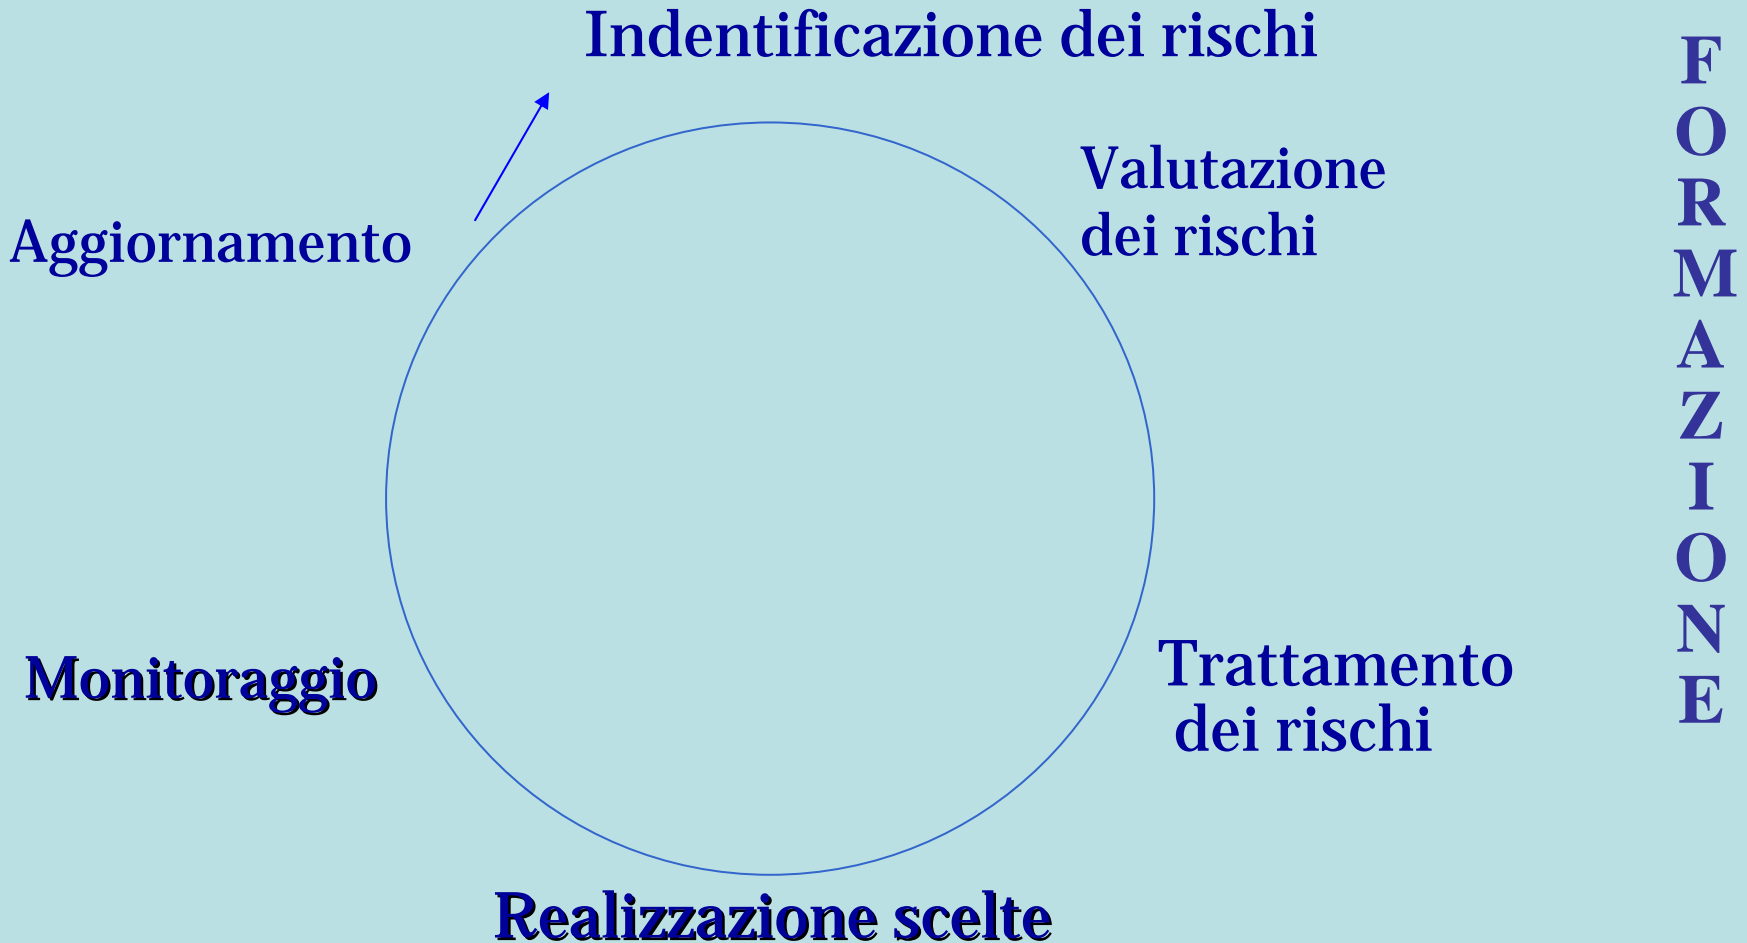 Indentificazione dei rischi
Valutazione
dei rischi
Trattamento
dei rischi
Realizzazione scelte
Monitoraggio
Aggiornamento
F
O
R
M
A
Z
I
O
N
E